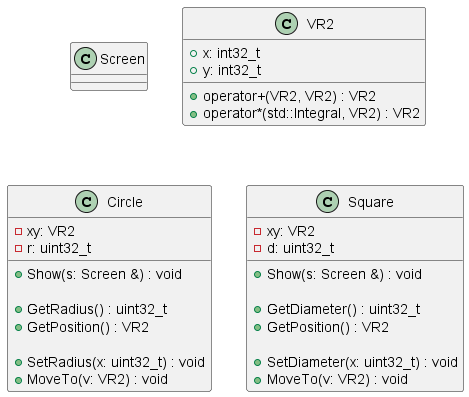 C Screen
C VR2
x: int32_t
y: int32_t
operator+(VR2, VR2) : VR2
operator*(std::Integral, VR2) : VR2
C Circle
xy: VR2
r: uint32_t
Show(s: Screen &) : void
GetRadius() : uint32_t
GetPosition() : VR2
SetRadius(x: uint32_t) : void
MoveTo(v: VR2) : void
C Square
xy: VR2
d: uint32_t
Show(s: Screen &) : void
GetDiameter() : uint32_t
GetPosition() : VR2
SetDiameter(x: uint32_t) : void
MoveTo(v: VR2) : void